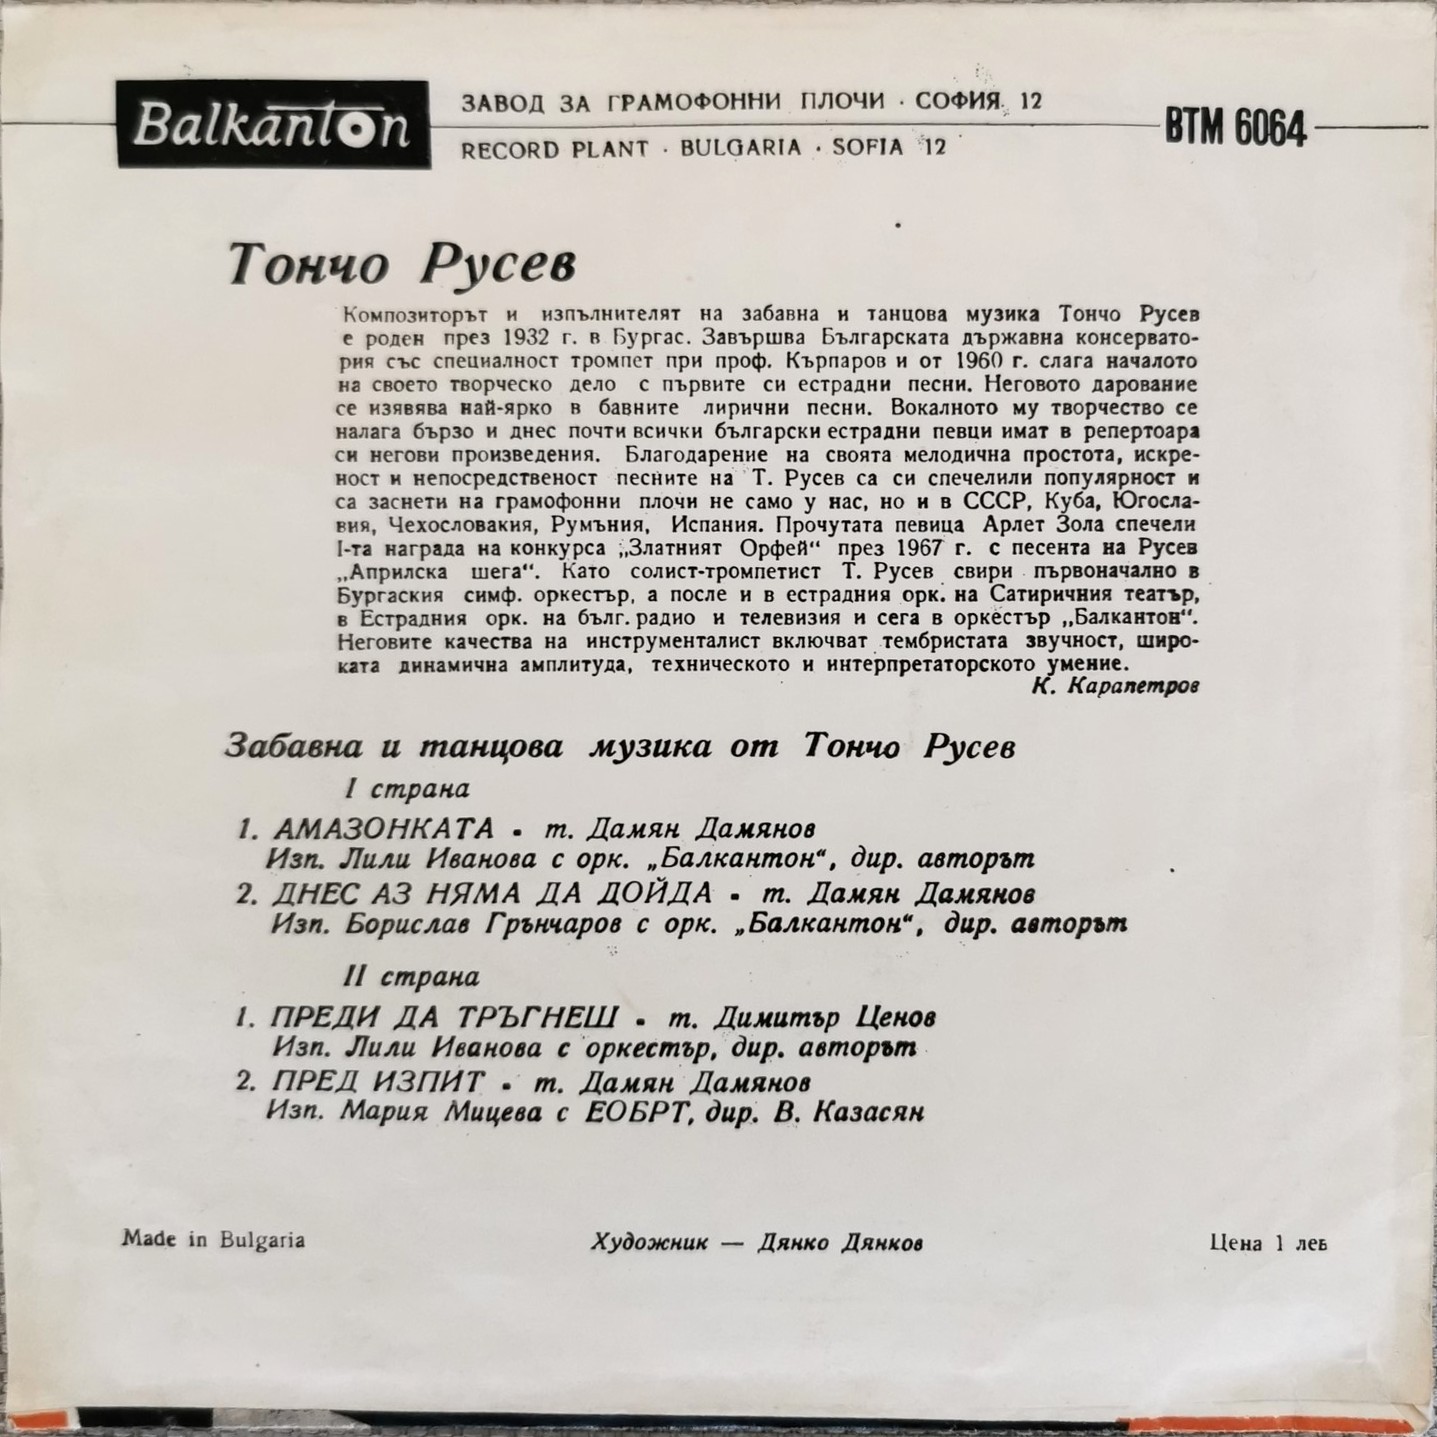 Balkanton
ЗАВОД ЗА ГРАМОФОННИ ПЛОЧИ · СОФИЯ 12
RECORD PLANT · BULGARIA · SOFIA 12
ВТМ 6064
Тончо Русев
Композиторът и изпълнителят на забавна и танцова музика Тончо Русев
е роден през 1932 г. в Бургас. Завършва Българската държавна консервато-
рия със специалност тромпет при проф. Кърпаров и от 1960 г. слага началото
на своето творческо дело с първите си естрадни песни. Неговото дарование
се изявява най-ярко в бавните лирични песни. Вокалното му творчество се
налага бързо и днес почти всички български естрадни певци имат в репертоара
си негови произведения. Благодарение на своята мелодична простота, искре-
ност и непосредственост песните на Т. Русев са си спечелили популярност и
са заснети на грамофонни плочи не само у нас, но и в СССР, Куба, Югосла-
вия, Чехословакия, Румъния, Испания. Прочутата певица Арлет Зола спечели
I-та награда на конкурса „Златният Орфей“ през 1967 г. с песента на Русев
„Априлска шега“. Като солист-тромпетист Т. Русев свири първоначално в
Бургаския симф. оркестър, а после и в естрадния орк. на Сатиричния театър,
в Естрадния орк. на бълг. радио и телевизия и сега в оркестър „Балкантон“.
Неговите качества на инструменталист включват тембристата звучност, широ-
ката динамична амплитуда, техническото и интерпретаторското умение.
К. Карапетров
Забавна и танцова музика от Тончо Русев
I страна
1. АМАЗОНКАТА · т. Дамян Дамянов
Изп. Лили Иванова с орк. „Балкантон“, дир. авторът
2. ДНЕС АЗ НЯМА ДА ДОЙДА · т. Дамян Дамянов
Изп. Борислав Грънчаров с орк. „Балкантон“, дир. авторът
II страна
1. ПРЕДИ ДА ТРЪГНЕШ · т. Димитър Ценов
Изп. Лили Иванова с оркестър, дир. авторът
2. ПРЕД ИЗПИТ · т. Дамян Дамянов
Изп. Мария Мицева с ЕОБРТ, дир. В. Казасян
Made in Bulgaria
Художник — Дянко Дянков
Цена 1 лев